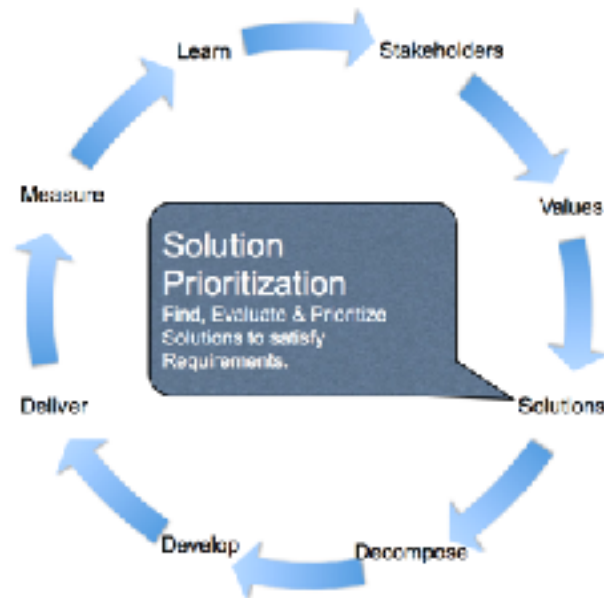 Learn
Stakeholders
Values
Solutions
Decompose
Develop
Deliver
Measure
Solution
Prioritization
Find, Evaluate & Prioritize
Solutions to satisfy
Requirements.